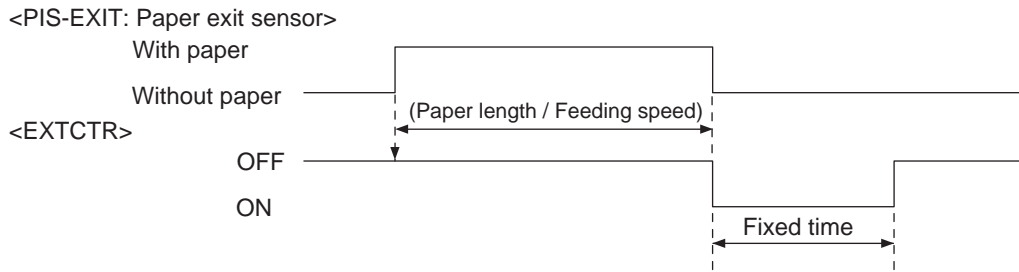 <PIS-EXIT: Paper exit sensor>
With paper
Without paper
(Paper length / Feeding speed)
<EXTCTR>
OFF
ON
Fixed time